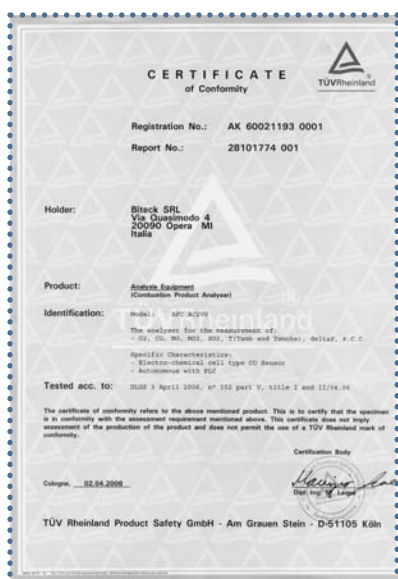 CERTIFICATE
of Conformity
TÜVRheinland
Registration No.: AK 60021193 0001
Report No.: 28101774 001
Holder: Biteck SRL
Via Quasimodo 4
20090 Opera MI
Italia
Product: Analysis Equipment
(Combustion Product Analyser)
Identification: Model:
The analyser for the measurement of:
- O2, CO, NO, NO2, SO2, T(Tamb and Tsmoke), deltaP, P.C.C.
Specific Characteristics:
- Electro-chemical cell type CO Sensor
- Autonomous with PLC
Tested acc. to: DLGS 3 April 2006, n° 152 part V, title I and II/04.06
The certificate of conformity refers to the above mentioned product. This is to certify that the specimen
is in conformity with the assessment requirement mentioned above. This certificate does not imply
assessment of the production of the product and does not permit the use of a TÜV Rheinland mark of
conformity.
Certification Body
Cologne, 02.04.2008
TÜV Rheinland Product Safety GmbH - Am Grauen Stein - D-51105 Köln
TÜVRheinland